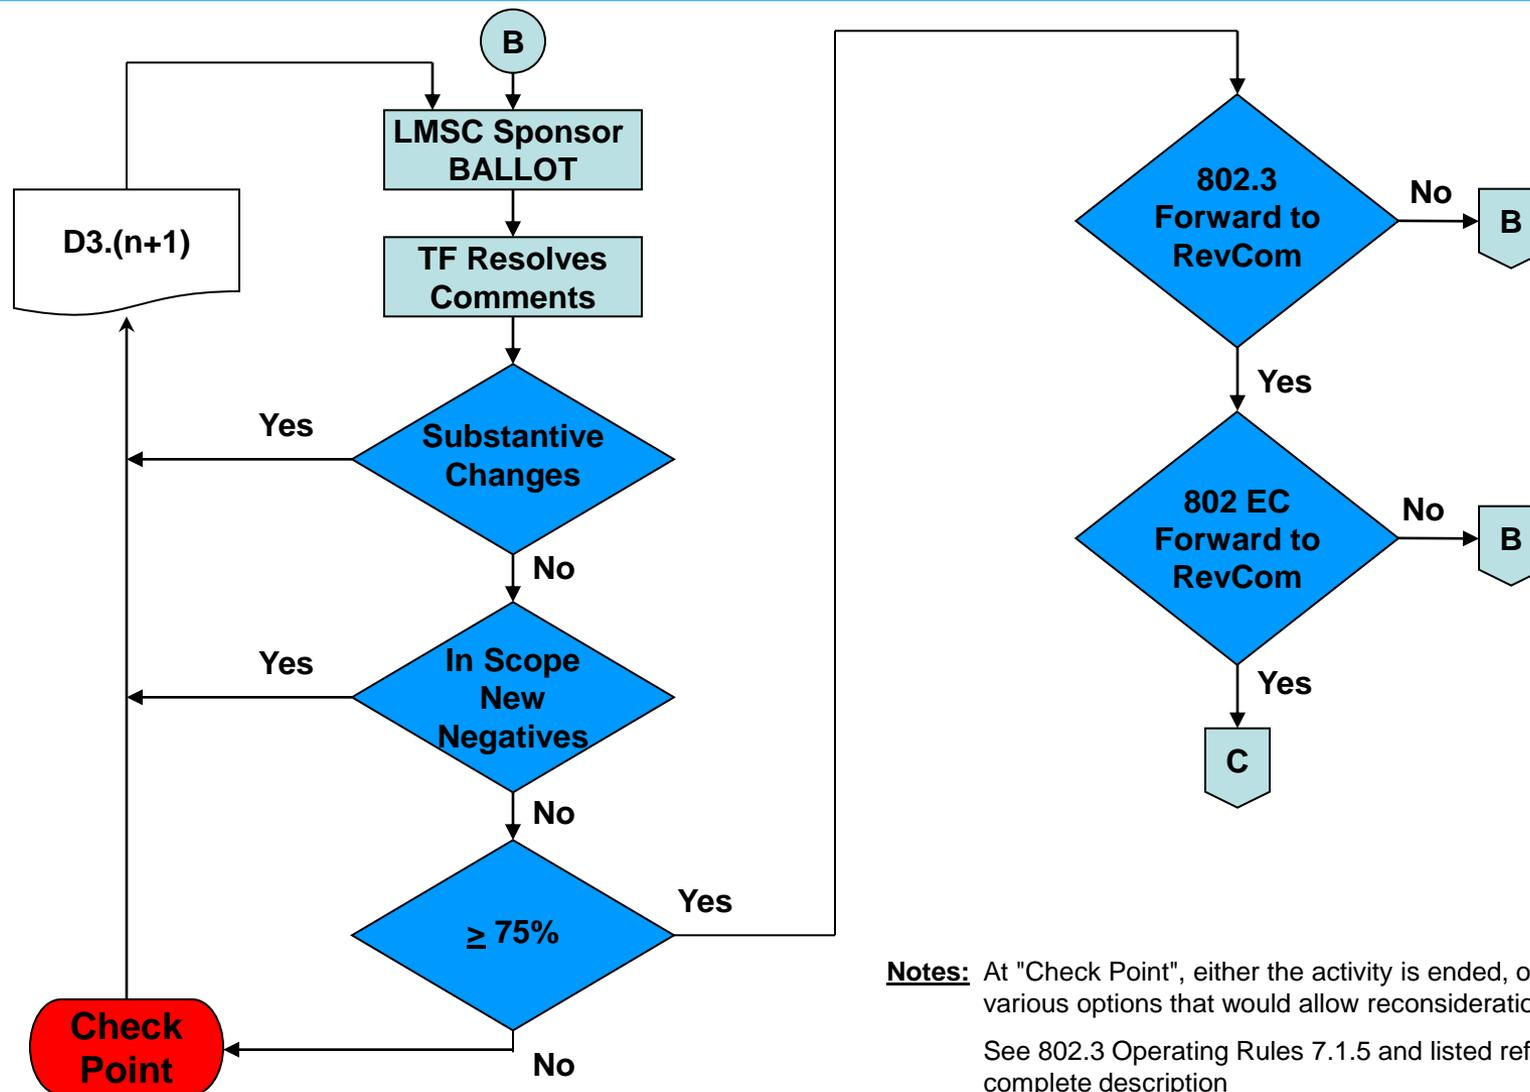 B
LMSC Sponsor
BALLOT
D3.(n+1)
TF Resolves
Comments
Yes
Substantive
Changes
No
Yes
In Scope
New
Negatives
No
≥ 75%
Yes
Check
Point
No
802.3
Forward to
RevCom
No
B
Yes
802 EC
Forward to
RevCom
No
B
Yes
C
Notes: At "Check Point", either the activity is ended, 
various options that would allow
See 802.3 Operating Rules 7.1.5 and listed
complete description